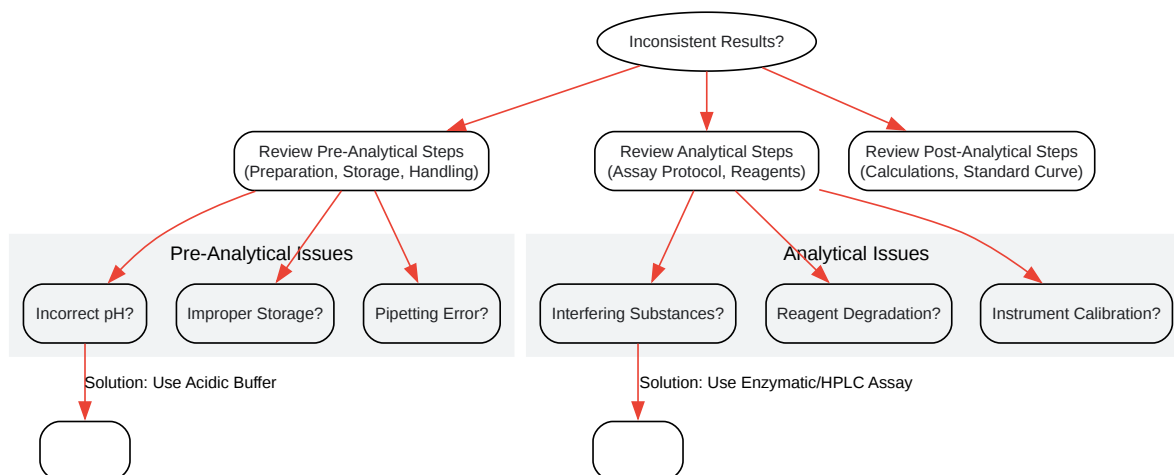 Inconsistent Results?
Review Pre-Analytical Steps
(Preparation, Storage, Handling)
Review Analytical Steps
(Assay Protocol, Reagents)
Review Post-Analytical Steps
(Calculations, Standard Curve)
Pre-Analytical Issues
Analytical Issues
Incorrect pH?
Improper Storage?
Pipetting Error?
Interfering Substances?
Reagent Degradation?
Instrument Calibration?
Solution: Use Acidic Buffer
Solution: Use Enzymatic/HPLC Assay